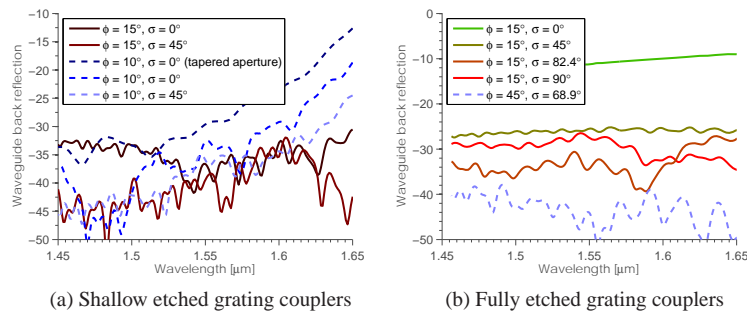 −10
−15
−20
−25
−30
−35
−40
−45
−50
Waveguide back reflection
ϕ = 15°, σ = 0°
ϕ = 15°, σ = 45°
ϕ = 10°, σ = 0° (tapered aperture)
ϕ = 10°, σ = 0°
ϕ = 10°, σ = 45°
1.45 1.5 1.55 1.6 1.65
Wavelength [μm]
(a) Shallow etched grating couplers
0
−10
−20
−30
−40
−50
Waveguide back reflection
ϕ = 15°, σ = 0°
ϕ = 15°, σ = 45°
ϕ = 15°, σ = 82.4°
ϕ = 15°, σ = 90°
ϕ = 45°, σ = 68.9°
1.45 1.5 1.55 1.6 1.65
Wavelength [μm]
(b) Fully etched grating couplers